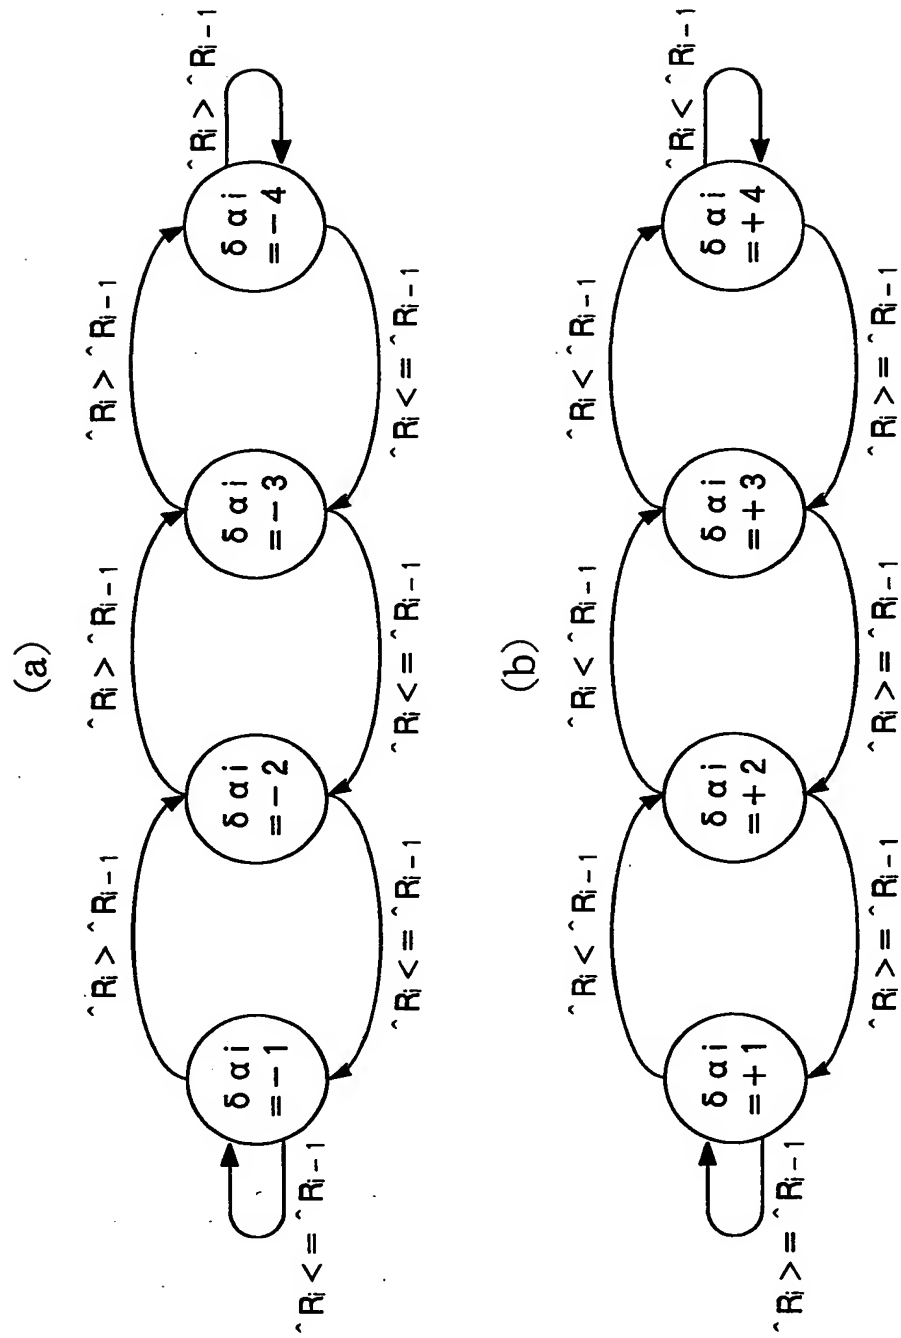 (a)
^Ri > ^Ri-1
^Ri > ^Ri-1
^Ri > ^Ri-1
^Ri > ^Ri-1
δαi
=-1
δαi
=-2
δαi
=-3
δαi
=-4
^Ri <= ^Ri-1
^Ri <= ^Ri-1
^Ri <= ^Ri-1
^Ri <= ^Ri-1
(b)
^Ri < ^Ri-1
^Ri < ^Ri-1
^Ri < ^Ri-1
^Ri < ^Ri-1
δαi
=+1
δαi
=+2
δαi
=+3
δαi
=+4
^Ri >= ^Ri-1
^Ri >= ^Ri-1
^Ri >= ^Ri-1
^Ri >= ^Ri-1